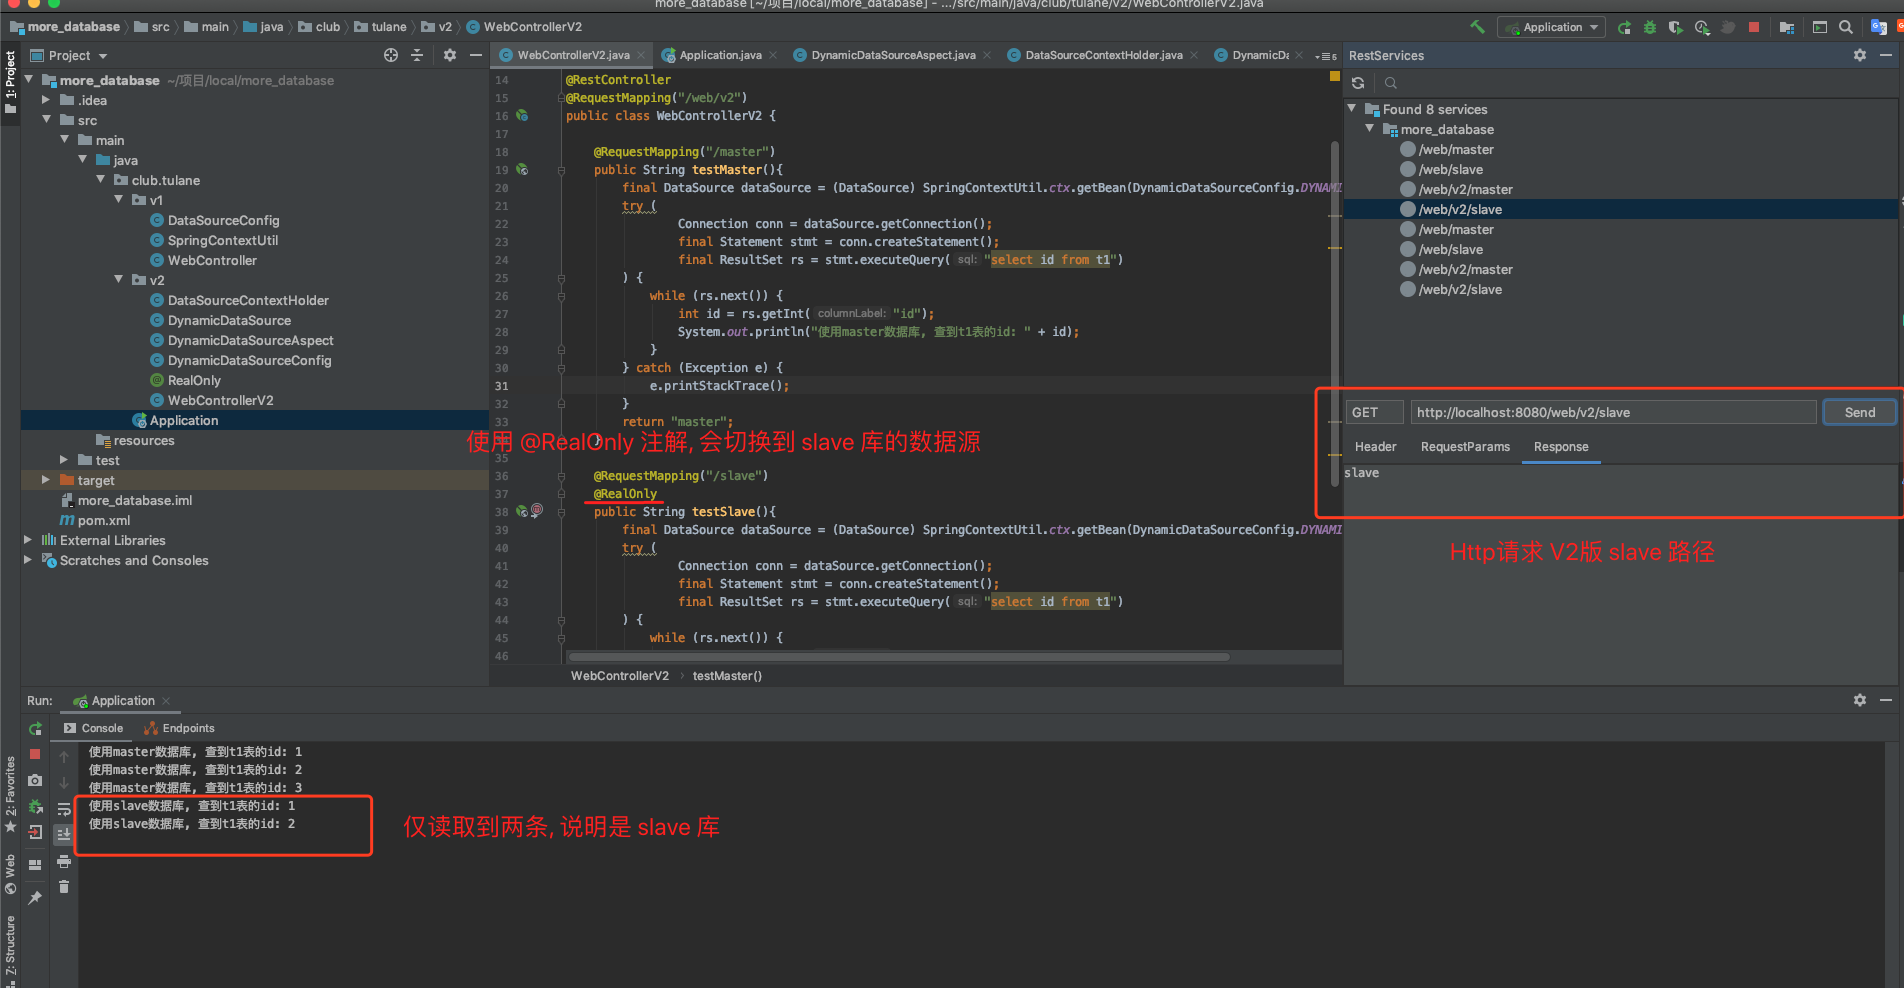 more_database [~/项目/local/more_database] - .../src/main/java/club/tulane/v2/WebControllerV2.java
more_database src main java club tulane v2 WebControllerV2
Application
1: Project
Project
more_database ~/项目/local/more_database
.idea
src
main
java
club.tulane
v1
DataSourceConfig
SpringContextUtil
WebController
v2
DataSourceContextHolder
DynamicDataSource
DynamicDataSourceAspect
DynamicDataSourceConfig
RealOnly
WebControllerV2
Application
resources
test
target
more_database.iml
pom.xml
External Libraries
Scratches and Consoles
WebControllerV2.java Application.java DynamicDataSourceAspect.java DataSourceContextHolder.java DynamicDa
14 @RestController
15 @RequestMapping("/web/v2")
16 public class WebControllerV2 {
17
18 @RequestMapping("/master")
19 public String testMaster(){
20 final DataSource dataSource = (DataSource) SpringContextUtil.ctx.getBean(DynamicDataSourceConfig.DYNAMI
21 try (
22 Connection conn = dataSource.getConnection();
23 final Statement stmt = conn.createStatement();
24 final ResultSet rs = stmt.executeQuery( sql: "select id from t1")
25 ) {
26 while (rs.next()) {
27 int id = rs.getInt( columnLabel: "id");
28 System.out.println("使用master数据库, 查到t1表的id: " + id);
29 }
30 } catch (Exception e) {
31 e.printStackTrace();
32 }
33 return "master";
}
使用 @RealOnly 注解, 会切换到 slave 库的数据源
35
36 @RequestMapping("/slave")
37 @RealOnly
38 public String testSlave(){
39 final DataSource dataSource = (DataSource) SpringContextUtil.ctx.getBean(DynamicDataSourceConfig.DYNAMI
40 try (
41 Connection conn = dataSource.getConnection();
42 final Statement stmt = conn.createStatement();
43 final ResultSet rs = stmt.executeQuery( sql: "select id from t1")
44 ) {
45 while (rs.next()) {
46
WebControllerV2 testMaster()
RestServices
Found 8 services
more_database
/web/master
/web/slave
/web/v2/master
/web/v2/slave
/web/master
/web/slave
/web/v2/master
/web/v2/slave
GET http://localhost:8080/web/v2/slave Send
Header RequestParams Response
slave
Http请求 V2版 slave 路径
Run: Application
Console Endpoints
使用master数据库, 查到t1表的id: 1
使用master数据库, 查到t1表的id: 2
使用master数据库, 查到t1表的id: 3
使用slave数据库, 查到t1表的id: 1
使用slave数据库, 查到t1表的id: 2
仅读取到两条, 说明是 slave 库
2: Favorites
Web
Z: Structure